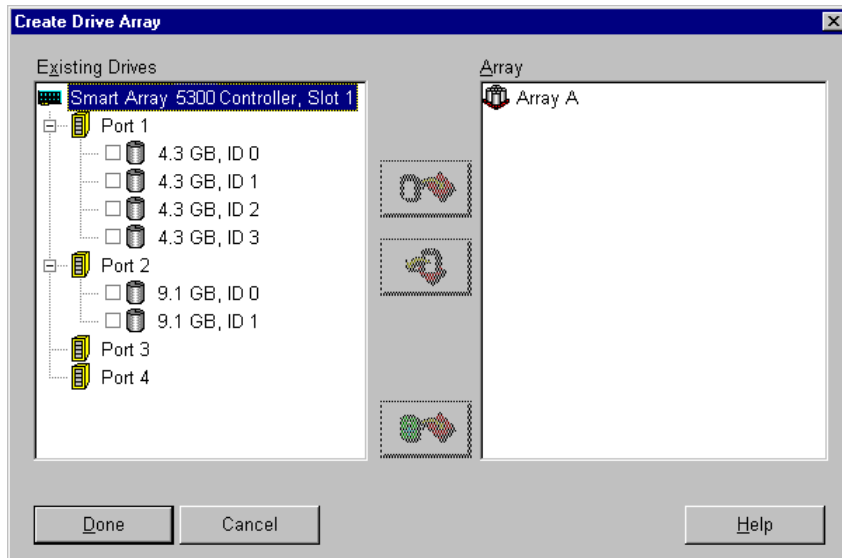 Create Drive Array
Existing Drives
Smart Array 5300 Controller, Slot 1
Port 1
4.3 GB, ID 0
4.3 GB, ID 1
4.3 GB, ID 2
4.3 GB, ID 3
Port 2
9.1 GB, ID 0
9.1 GB, ID 1
Port 3
Port 4
Array
Array A
Done
Cancel
Help